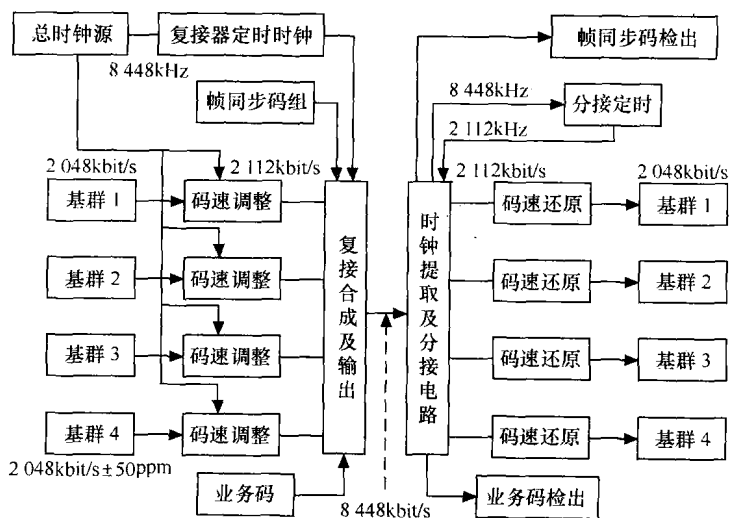 总时钟源
复接器定时时钟
帧同步码检出
8 448kHz
8 448kHz
分接定时
帧同步码组
2 112kHz
2 048kbit/s
2 112kbit/s
2 112kbit/s
2 048kbit/s
基群 1
码速调整
码速还原
基群 1
基群 2
码速调整
码速还原
基群 2
基群 3
码速调整
码速还原
基群 3
基群 4
码速调整
码速还原
基群 4
复接合成及输出
时钟提取及分接电路
2 048kbit/s±50ppm
业务码
8 448kbit/s
业务码检出